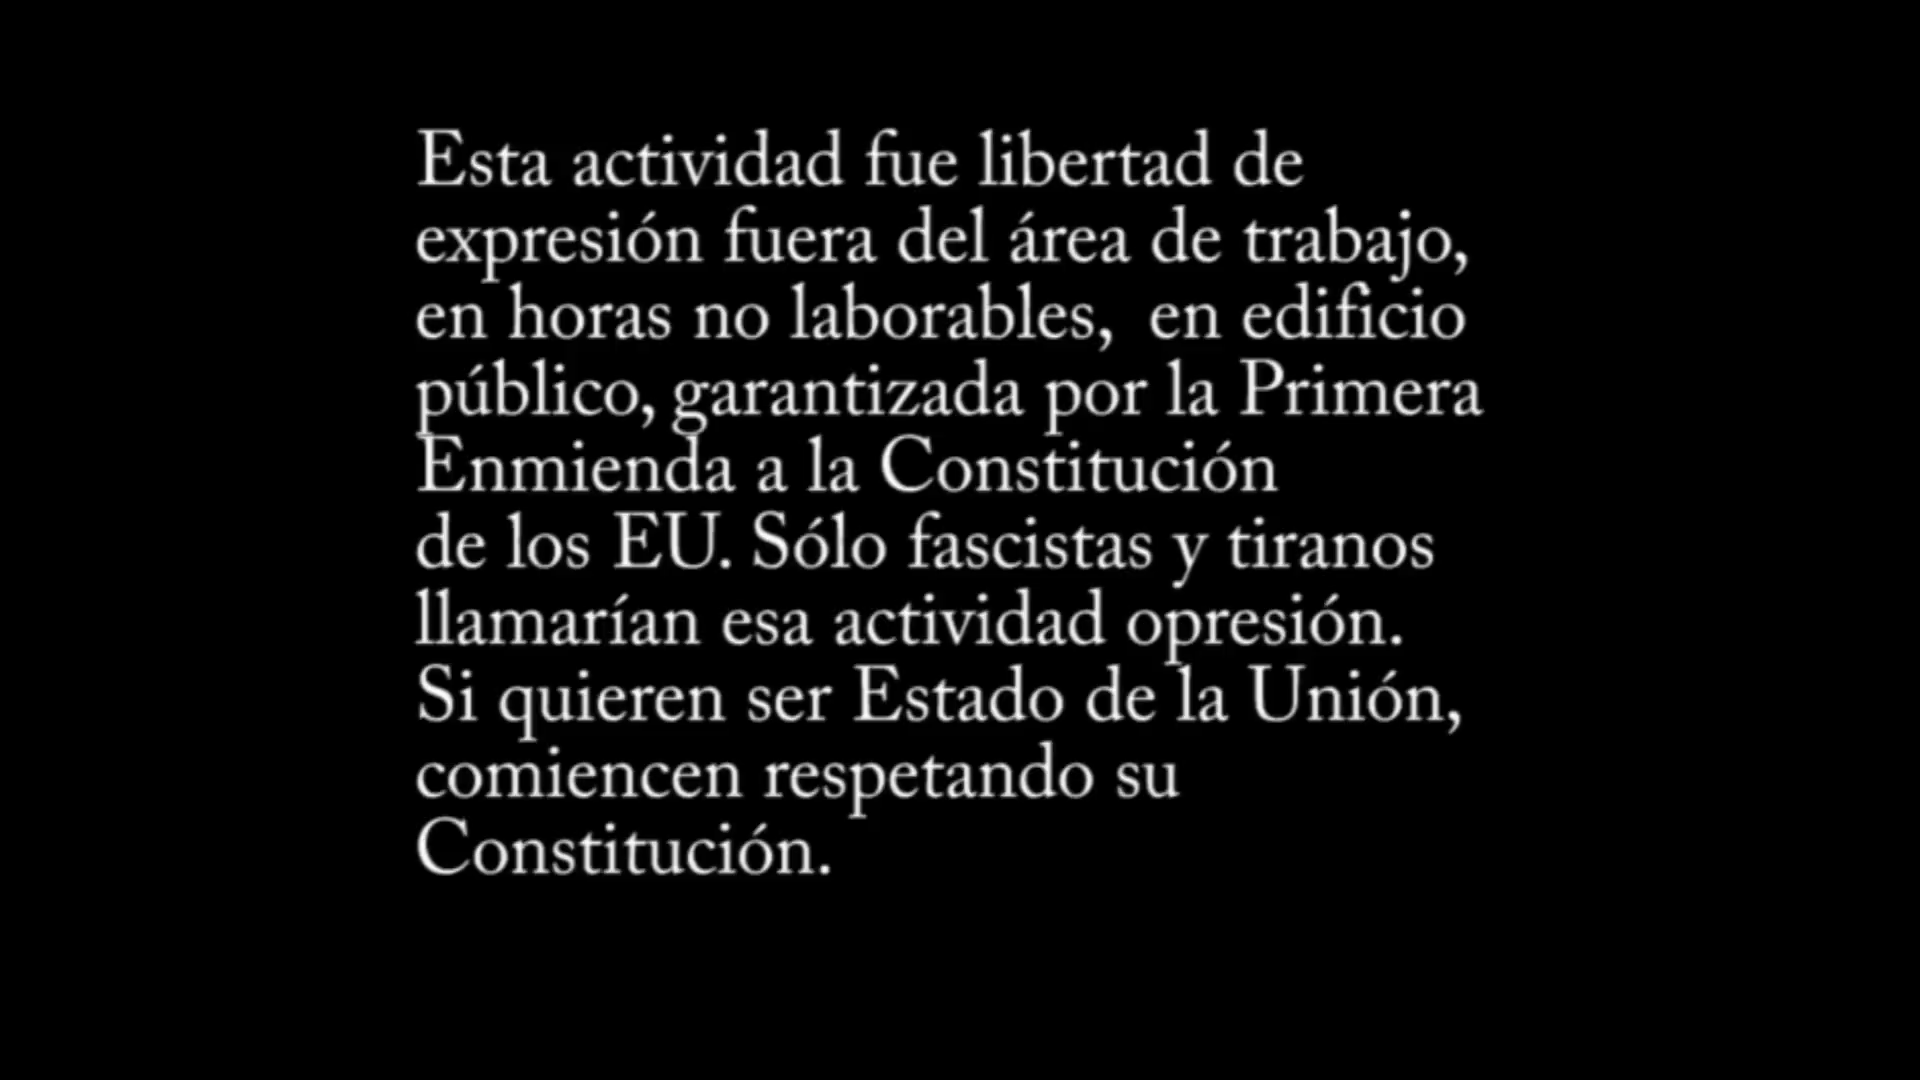 Esta actividad fue libertad de
expresión fuera del área de trabajo,
en horas no laborables, en edificio
público, garantizada por la Primera
Enmienda a la Constitución
de los EU. Sólo fascistas y tiranos
llamarían esa actividad opresión.
Si quieren ser Estado de la Unión,
comiencen respetando su
Constitución.